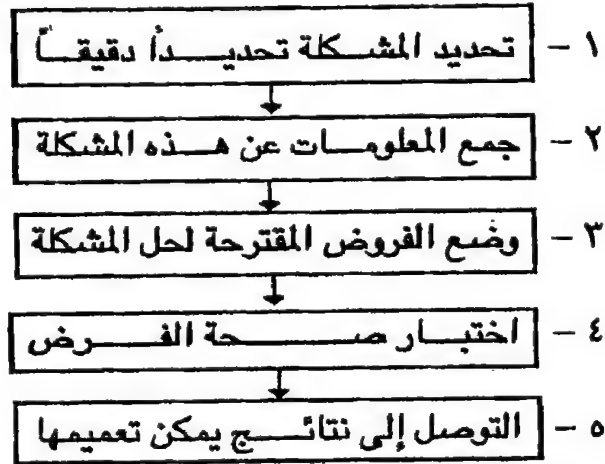 ١ - تحديد المشكلة تحديداً دقيقاً
٢ - جمع المعلومات عن هذه المشكلة
٣ - وضع الفروض المقترحة لحل المشكلة
٤ - اختبار صحة الفرض
٥ - التوصل إلى نتائج يمكن تعميمها